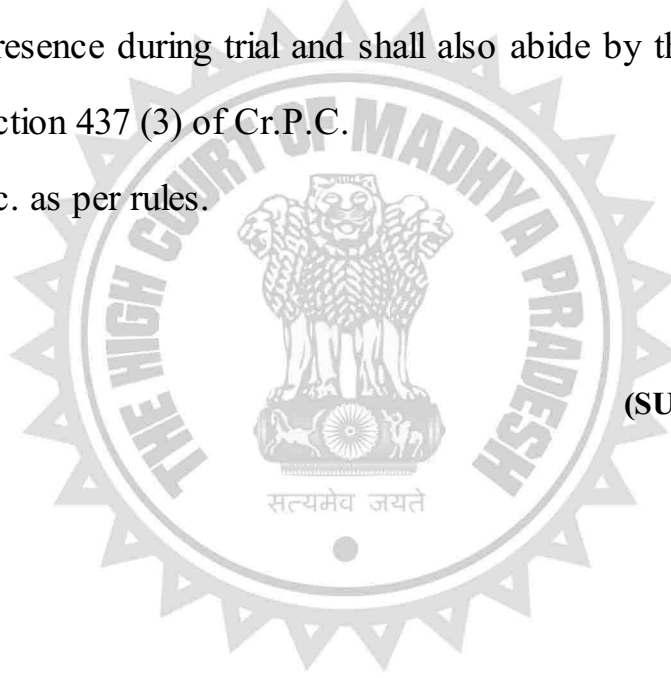 resence during trial and shall also abide by th
ction 437 (3) of Cr.P.C.
c. as per rules.
THE HIGH COURT OF MADHYA PRADESH
(SU
सत्यमेव जयते